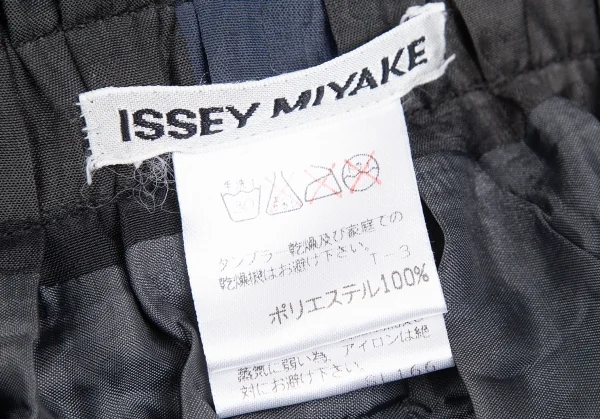 ISSEY MIYAKE
タンブラー乾燥及び家庭での
乾燥機はお避け下さい。
T-3
ポリエステル100%
蒸気に弱い為、アイロンは絶
対にお避け下さい。